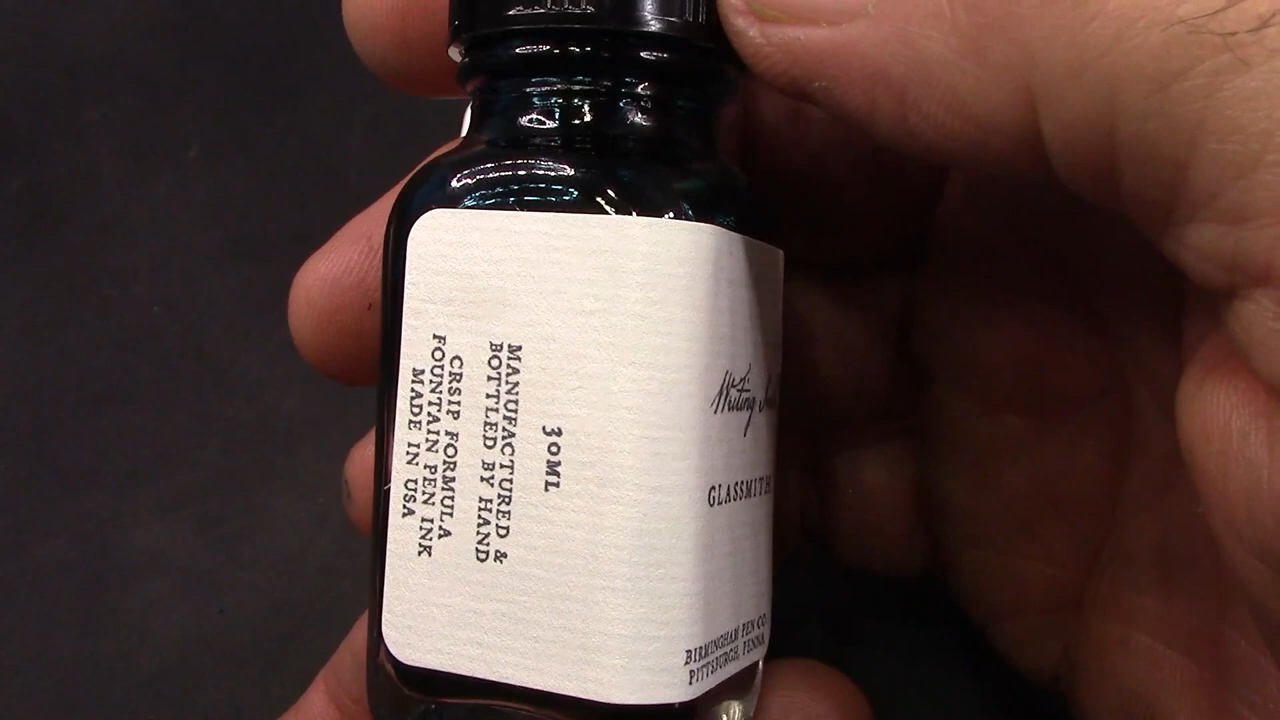 30ML
MANUFACTURED &
BOTTLED BY HAND
CRSIP FORMULA
FOUNTAIN PEN INK
MADE IN USA
Writing
GLASSMITH
BIRMINGHAM PEN CO
PITTSBURGH, PENNA